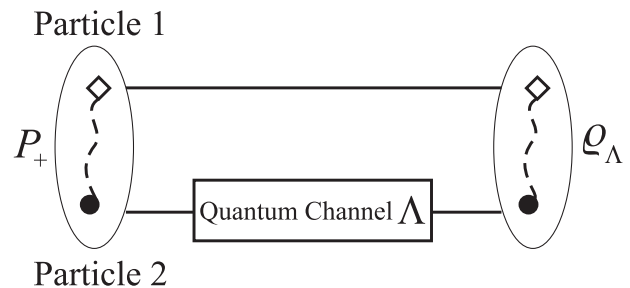 Particle 1
P+
ϱΛ
Quantum Channel Λ
Particle 2